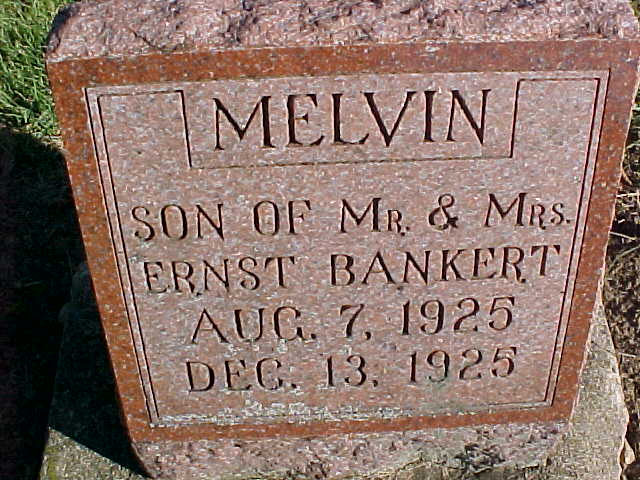 MELVIN
SON OF MR. & MRS.
ERNST BANKERT
AUG. 7, 1925
DEC. 13, 1925